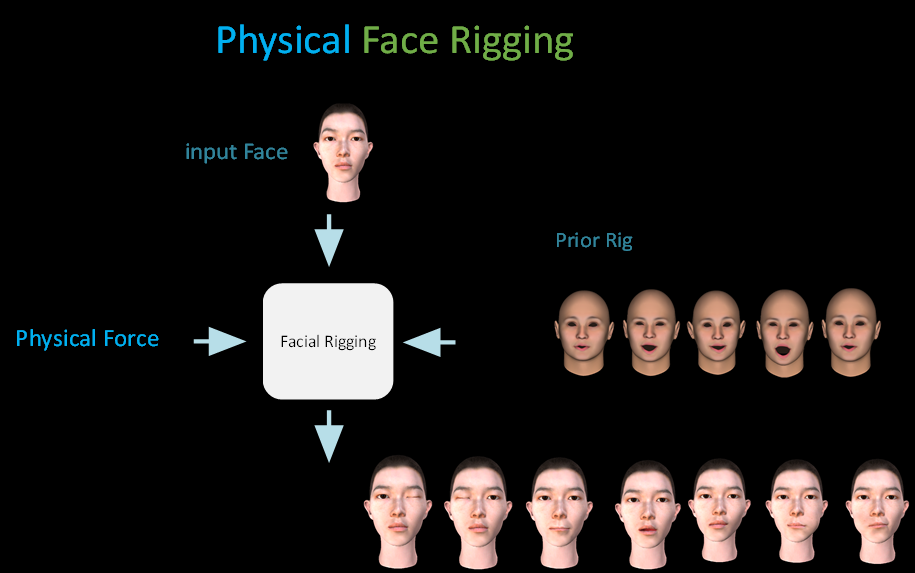 Physical Face Rigging
input Face
Prior Rig
Physical Force
Facial Rigging